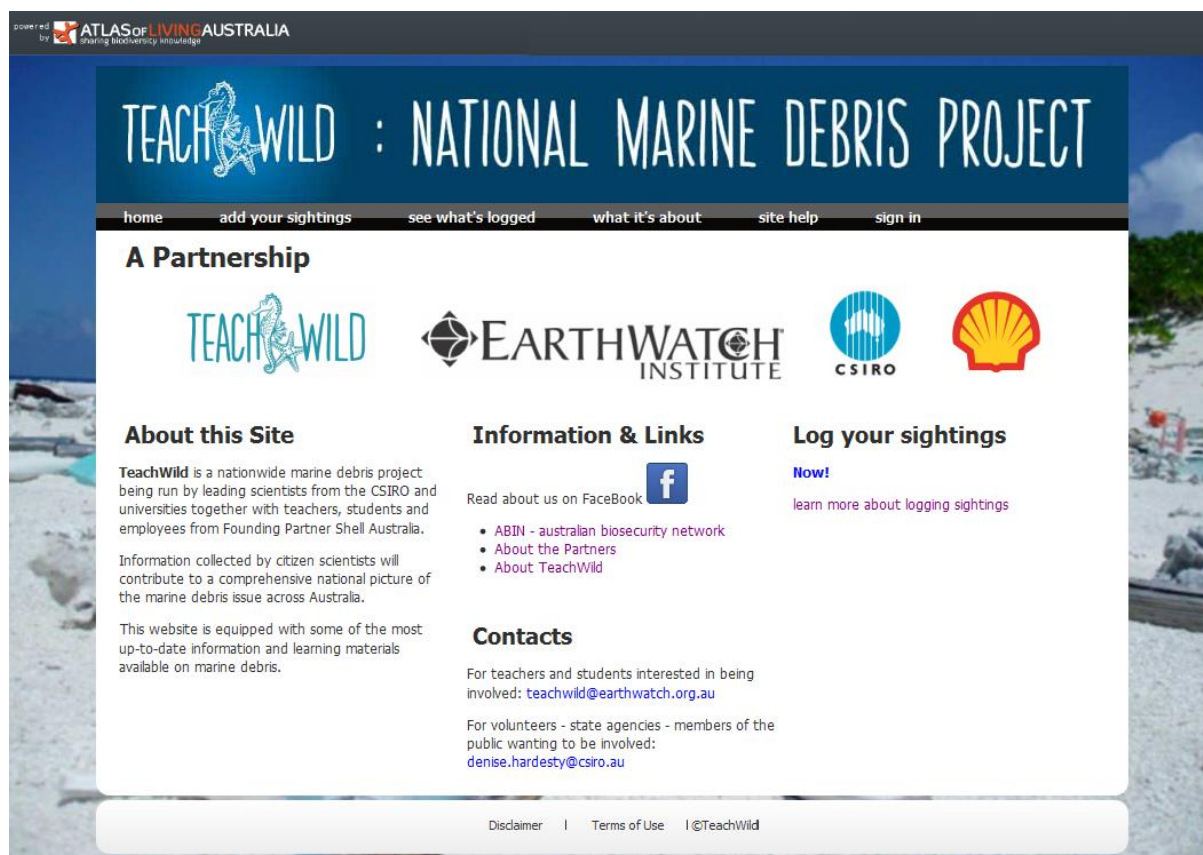 powered by ATLAS OF LIVING AUSTRALIA
sharing biodiversity knowledge
TEACH WILD : NATIONAL MARINE DEBRIS PROJECT
home add your sightings see what's logged what it's about site help sign in
A Partnership
TEACH WILD
EARTHWATCH
INSTITUTE
CSIRO
About this Site
TeachWild is a nationwide marine debris project
being run by leading scientists from the CSIRO and
universities together with teachers, students and
employees from Founding Partner Shell Australia.
Information collected by citizen scientists will
contribute to a comprehensive national picture of
the marine debris issue across Australia.
This website is equipped with some of the most
up-to-date information and learning materials
available on marine debris.
Information & Links
Read about us on FaceBook f
• ABIN - australian biosecurity network
• About the Partners
• About TeachWild
Contacts
For teachers and students interested in being
involved: teachwild@earthwatch.org.au
For volunteers - state agencies - members of the
public wanting to be involved:
denise.hardesty@csiro.au
Log your sightings
Now!
learn more about logging sightings
Disclaimer | Terms of Use | ©TeachWild